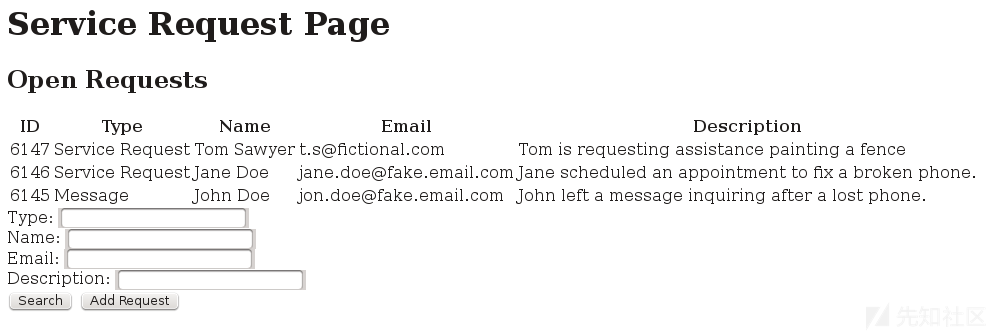 Service Request Page
Open Requests
ID Type Name Email Description
6147 Service Request Tom Sawyer t.s@fictional.com Tom is requesting assistance painting a fence
6146 Service Request Jane Doe jane.doe@fake.email.com Jane scheduled an appointment to fix a broken phone.
6145 Message John Doe jon.doe@fake.email.com John left a message inquiring after a lost phone.
Type:
Name:
Email:
Description:
Search Add Request
先知社区